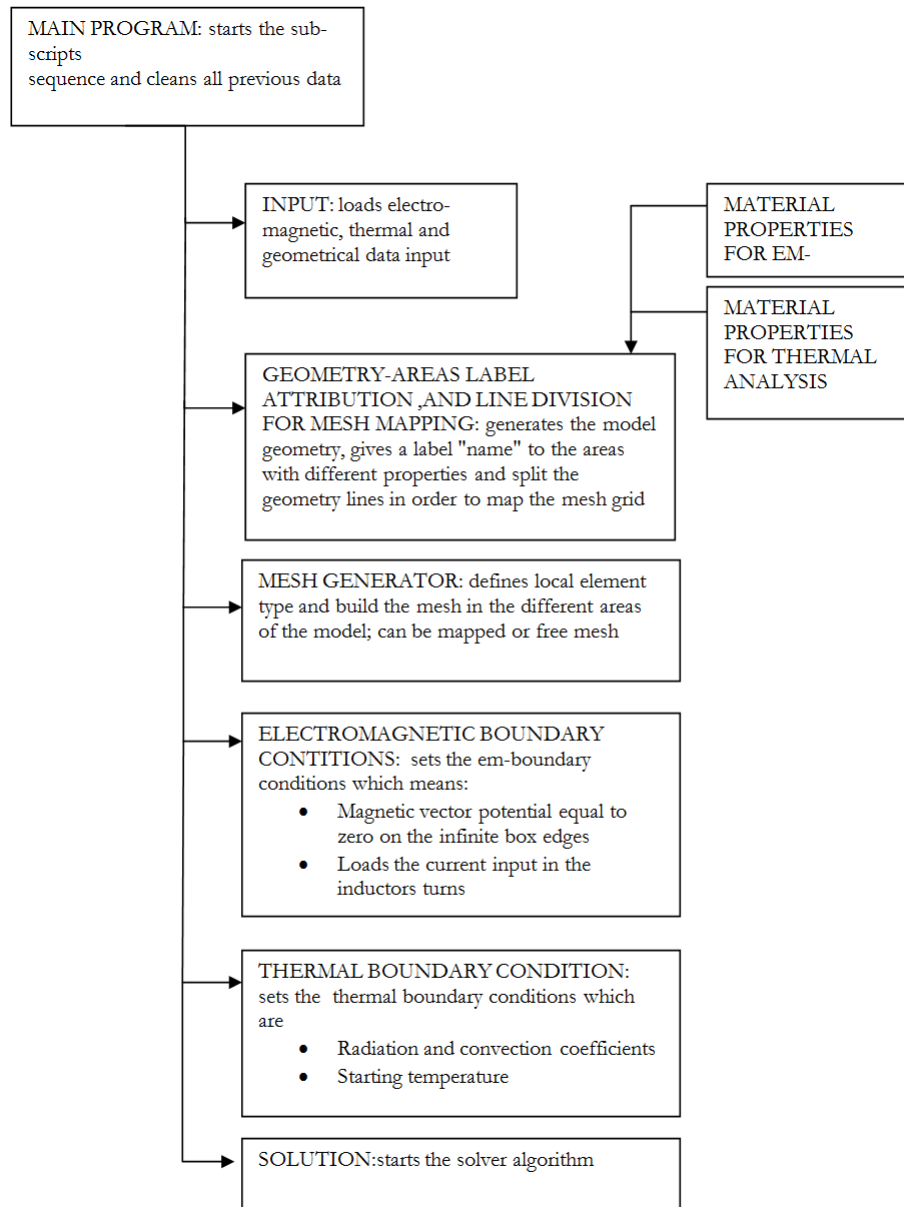 MAIN PROGRAM: starts the sub-
scripts
sequence and cleans all previous data
INPUT: loads electro-
magnetic, thermal and
geometrical data input
MATERIAL
PROPERTIES
FOR EM-
MATERIAL
PROPERTIES
FOR THERMAL
ANALYSIS
GEOMETRY-AREAS LABEL
ATTRIBUTION ,AND LINE DIVISION
FOR MESH MAPPING: generates the model
geometry, gives a label "name" to the areas
with different properties and split the
geometry lines in order to map the mesh grid
MESH GENERATOR: defines local element
type and build the mesh in the different areas
of the model; can be mapped or free mesh
ELECTROMAGNETIC BOUNDARY
CONTITIONS: sets the em-boundary
conditions which means:
• Magnetic vector potential equal to
zero on the infinite box edges
• Loads the current input in the
inductors turns
THERMAL BOUNDARY CONDITION:
sets the thermal boundary conditions which
are
• Radiation and convection coefficients
• Starting temperature
SOLUTION:starts the solver algorithm